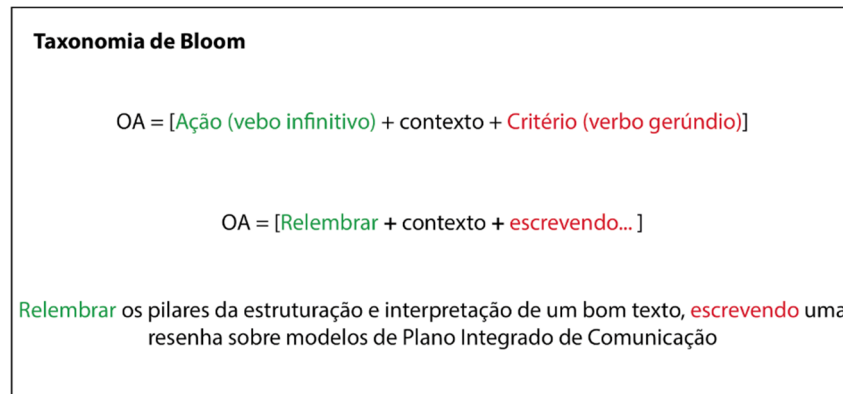 Taxonomia de Bloom
OA = [Ação (vebo infinitivo) + contexto + Critério (verbo gerúndio)]
OA = [Relembrar + contexto + escrevendo... ]
Relembrar os pilares da estruturação e interpretação de um bom texto, escrevendo uma
resenha sobre modelos de Plano Integrado de Comunicação